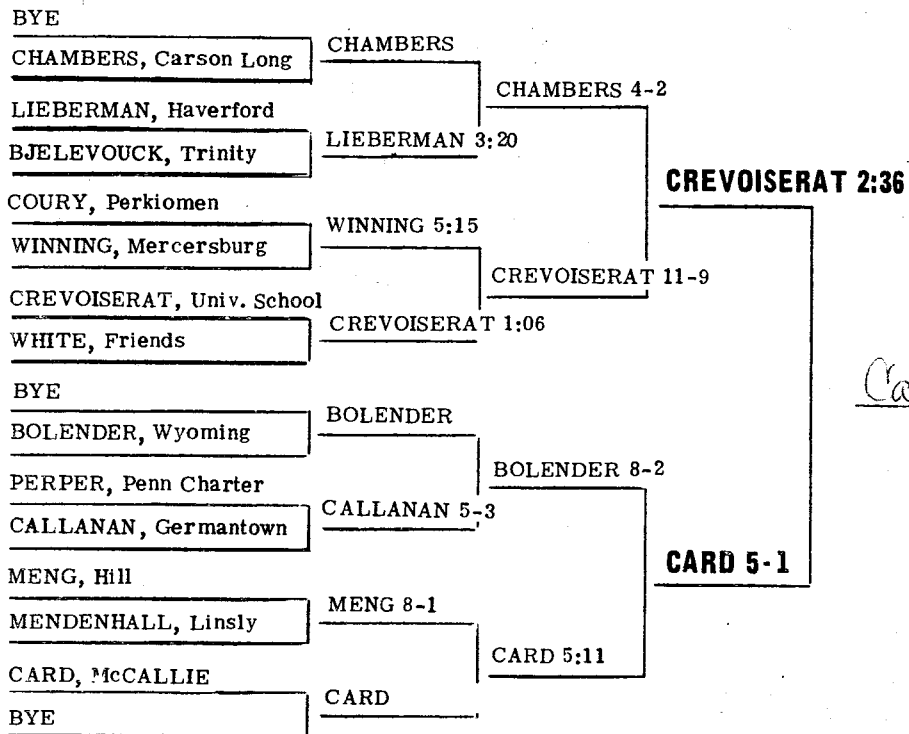 BYE
CHAMBERS, Carson Long
CHAMBERS
CHAMBERS 4-2
LIEBERMAN, Haverford
LIEBERMAN 3:20
BJELEVOUCK, Trinity
CREVOISERAT 2:36
COURY, Perkiomen
WINNING 5:15
WINNING, Mercersburg
CREVOISERAT 11-9
CREVOISERAT, Univ. School
CREVOISERAT 1:06
WHITE, Friends
BYE
BOLENDER
BOLENDER, Wyoming
BOLENDER 8-2
PERPER, Penn Charter
CALLANAN 5-3
CALLANAN, Germantown
CARD 5-1
MENG, Hill
MENG 8-1
MENDENHALL, Linsly
CARD 5:11
CARD, McCALLIE
CARD
BYE